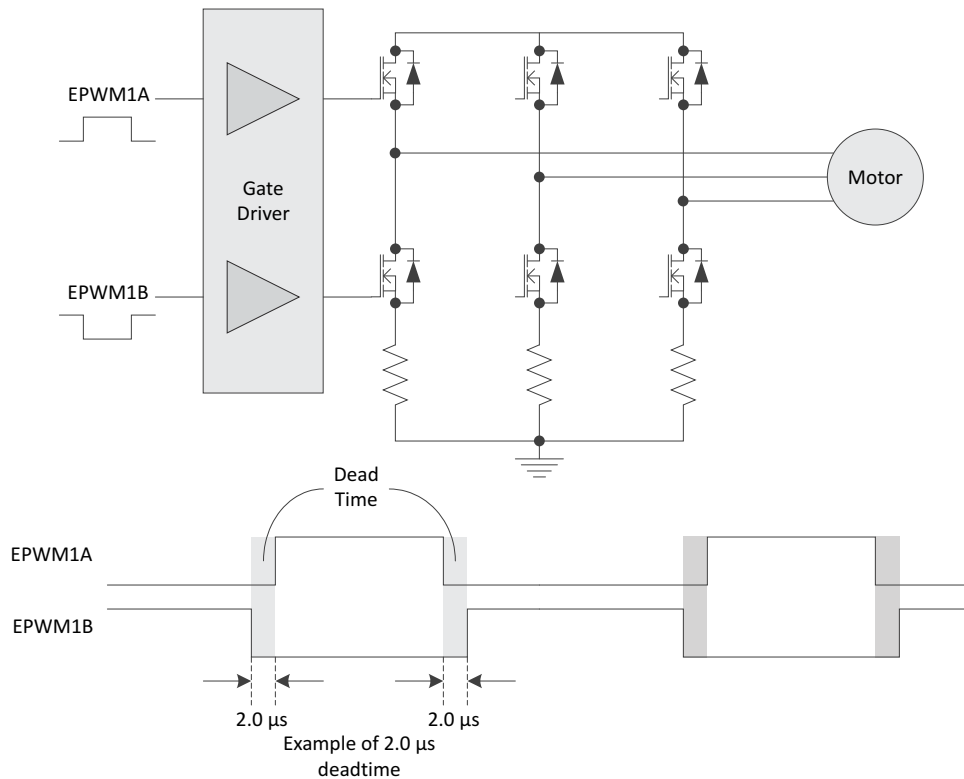 EPWM1A
Gate
Driver
Motor
EPWM1B
Dead
Time
EPWM1A
EPWM1B
2.0 μs
2.0 μs
Example of 2.0 μs
deadtime